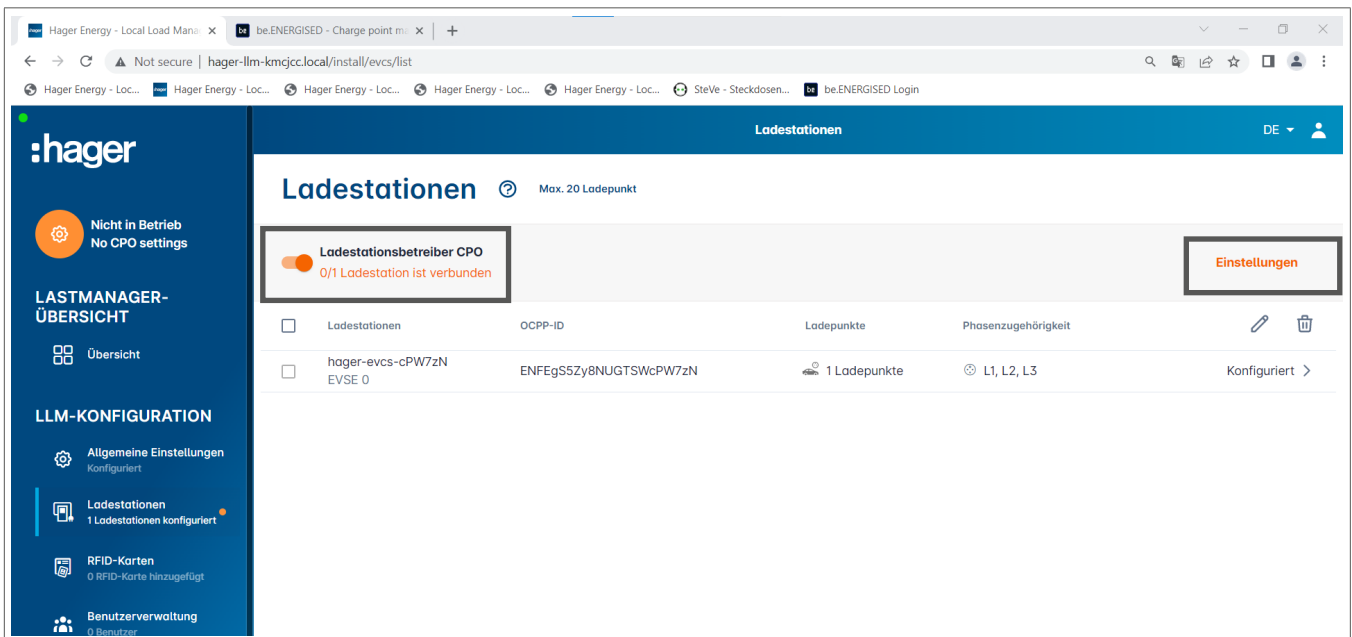 Hager Energy - Local Load Mana
be.ENERGISED - Charge point m
Not secure | hager-llm-kmcjcc.local/install/evcs/list
Hager Energy - Loc... Hager Energy - Loc... Hager Energy - Loc... Hager Energy - Loc... Hager Energy - Loc... SteVe - Steckdosen... be.ENERGISED Login
:hager
Ladestationen
DE
Ladestationen
Max. 20 Ladepunkt
Nicht in Betrieb
No CPO settings
Ladestationsbetreiber CPO
0/1 Ladestation ist verbunden
Einstellungen
LASTMANAGER-
ÜBERSICHT
Übersicht
Ladestationen OCPP-ID Ladepunkte Phasenzugehörigkeit
hager-evcs-cPW7zN
EVSE 0
ENFEgS5Zy8NUGTSWcPW7zN
1 Ladepunkte
L1, L2, L3
Konfiguriert
LLM-KONFIGURATION
Allgemeine Einstellungen
Konfiguriert
Ladestationen
1 Ladestationen konfiguriert
RFID-Karten
0 RFID-Karte hinzugefügt
Benutzerverwaltung
0 Benutzer